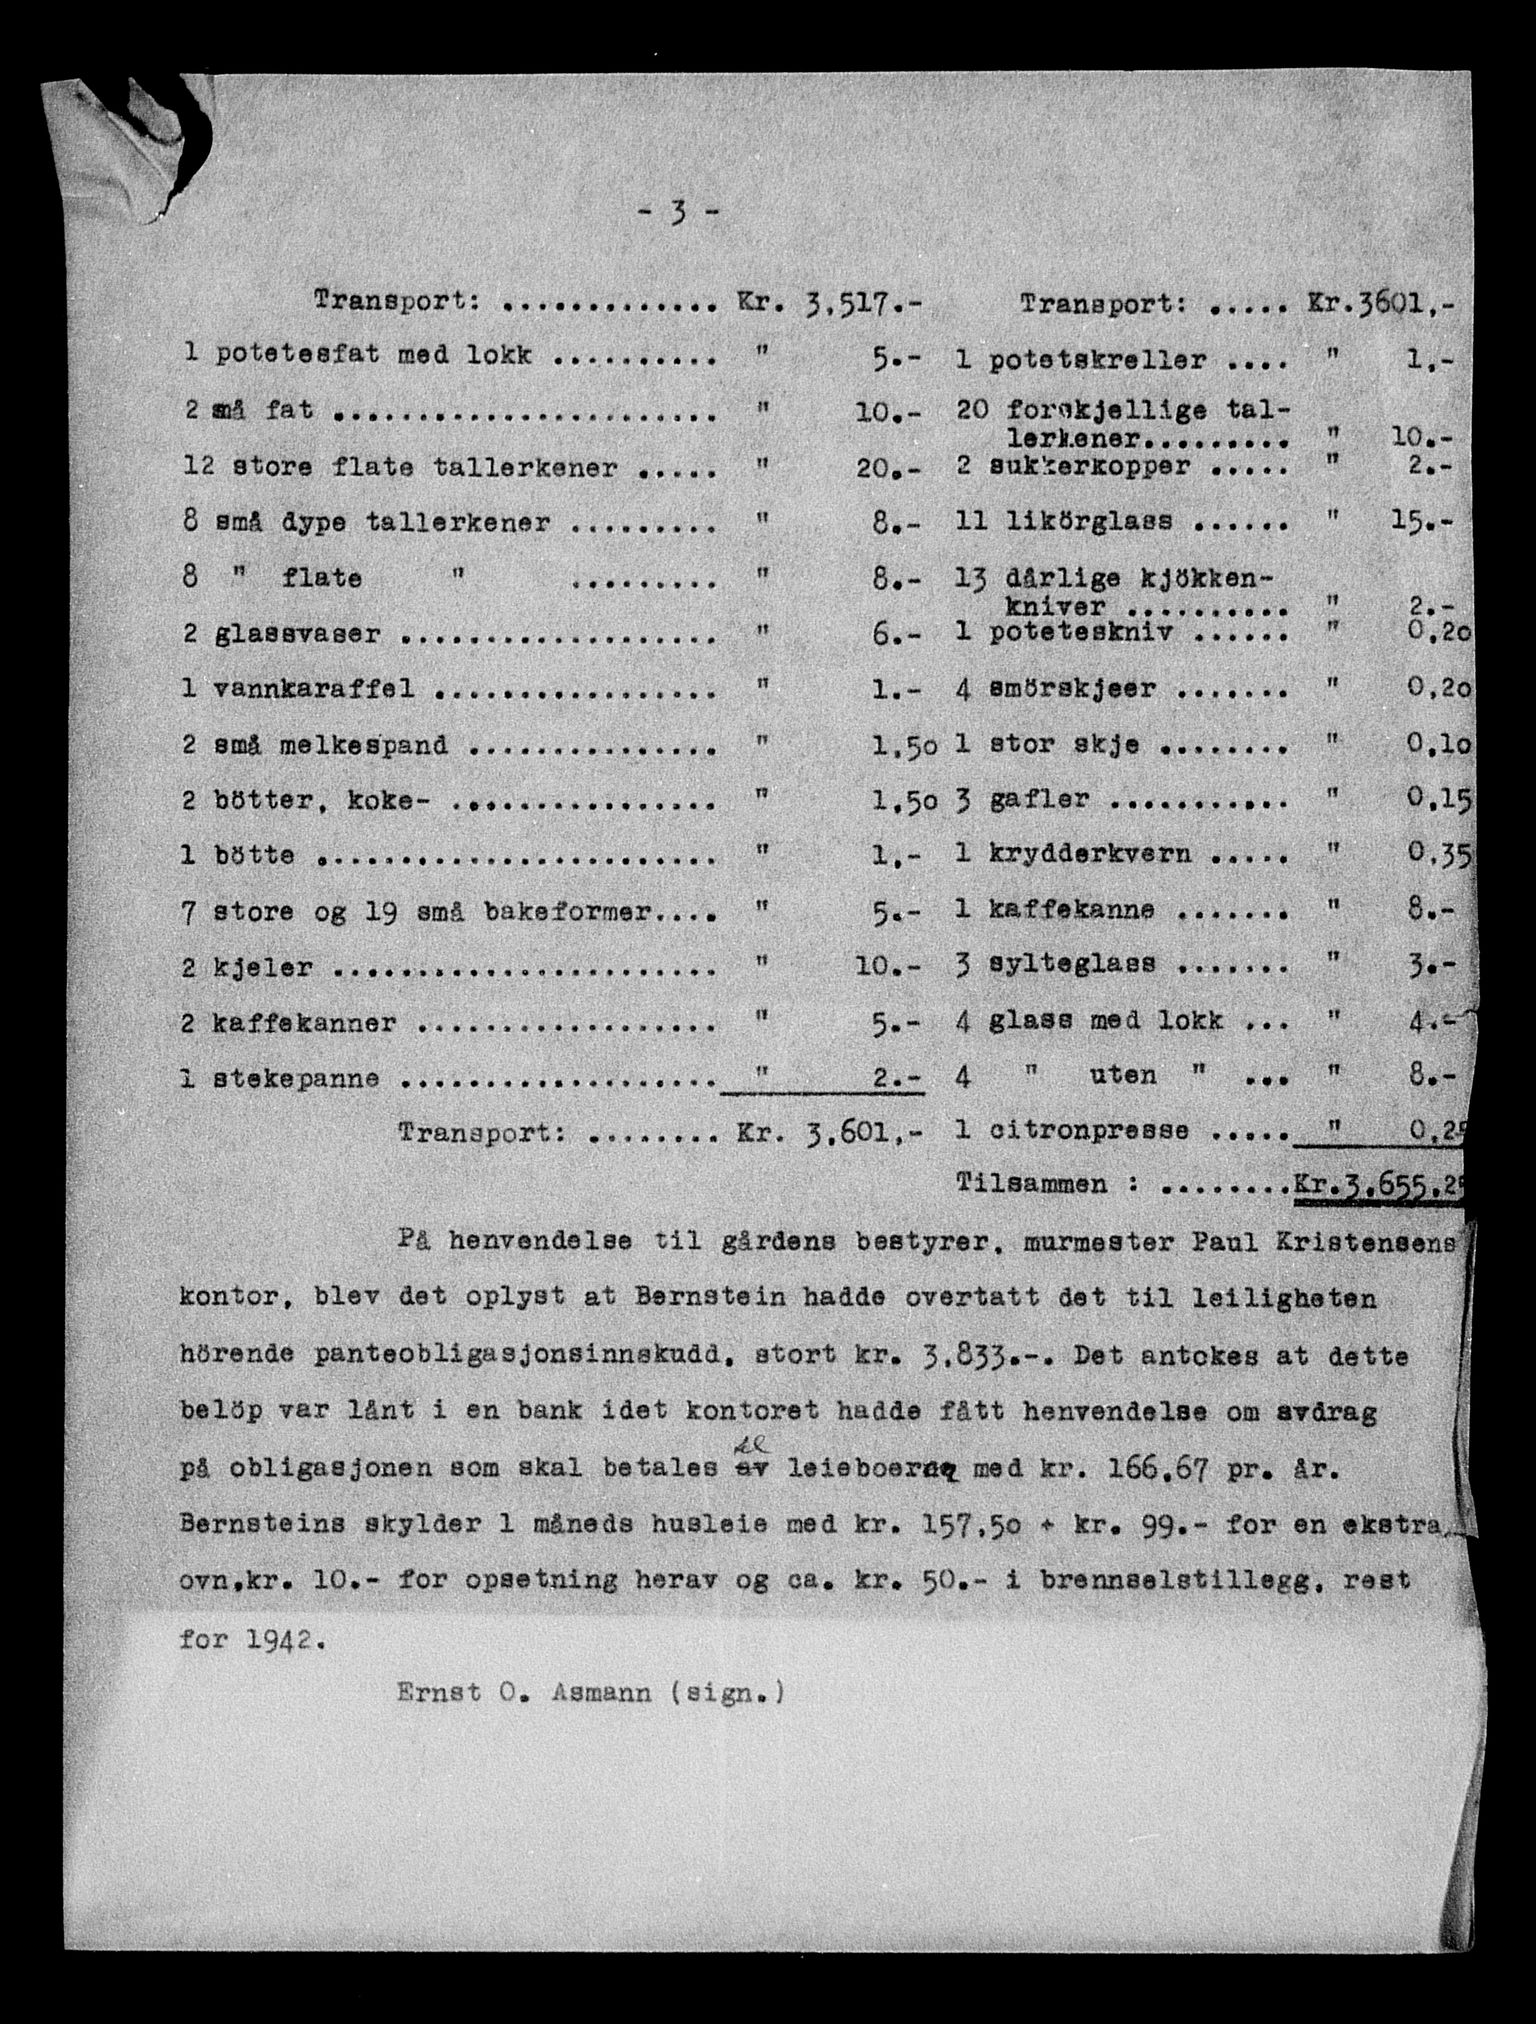 - 3 -
Transport: ............. Kr. 3.517.-
1 potetesfat med lokk .......... " 5.-
2 små fat ....................... " 10.-
12 store flate tallerkener ..... " 20.-
8 små dype tallerkener ......... " 8.-
8 " flate " ......... " 8.-
2 glassvaser ................... " 6.-
1 vannkaraffel ................. " 1.-
2 små melkespand ............... " 1.50
2 bötter, koke- ................ " 1.50
1 bötte ........................ " 1.-
7 store og 19 små bakeformer.... " 5.-
2 kjeler ....................... " 10.-
2 kaffekanner .................. " 5.-
1 stekepanne ................... " 2.-
Transport: ........ Kr. 3.601.-
Transport: ..... Kr.3601.-
1 potetskreller .... " 1.-
20 forskjellige tal-
lerkener......... " 10.-
2 sukkerkopper ..... " 2.-
11 likörglass ...... " 15.-
13 dårlige kjökken-
kniver .......... " 2.-
1 poteteskniv ...... " 0.20
4 smörskjeer ....... " 0.20
1 stor skje ........ " 0.10
3 gafler ........... " 0.15
1 krydderkvern ..... " 0.35
1 kaffekanne ....... " 8.-
3 sylteglass ....... " 3.-
4 glass med lokk ... " 4.-
4 " uten " ... " 8.-
1 citronpresse ..... " 0.25
Tilsammen : ........Kr.3.655.25
På henvendelse til gårdens bestyrer, murmester Paul Kristensens
kontor, blev det oplyst at Bernstein hadde overtatt det til leiligheten
hörende panteobligasjonsinnskudd, stort kr. 3.833.-. Det antokes at dette
belöp var lånt i en bank idet kontoret hadde fått henvendelse om avdrag
på obligasjonen som skal betales av leieboerne med kr. 166.67 pr. år.
Bernsteins skylder 1 måneds husleie med kr. 157.50 + kr. 99.- for en ekstra
ovn,kr. 10.- for opsetning herav og ca. kr. 50.- i brennselstillegg, rest
for 1942.
Ernst O. Asmann (sign.)